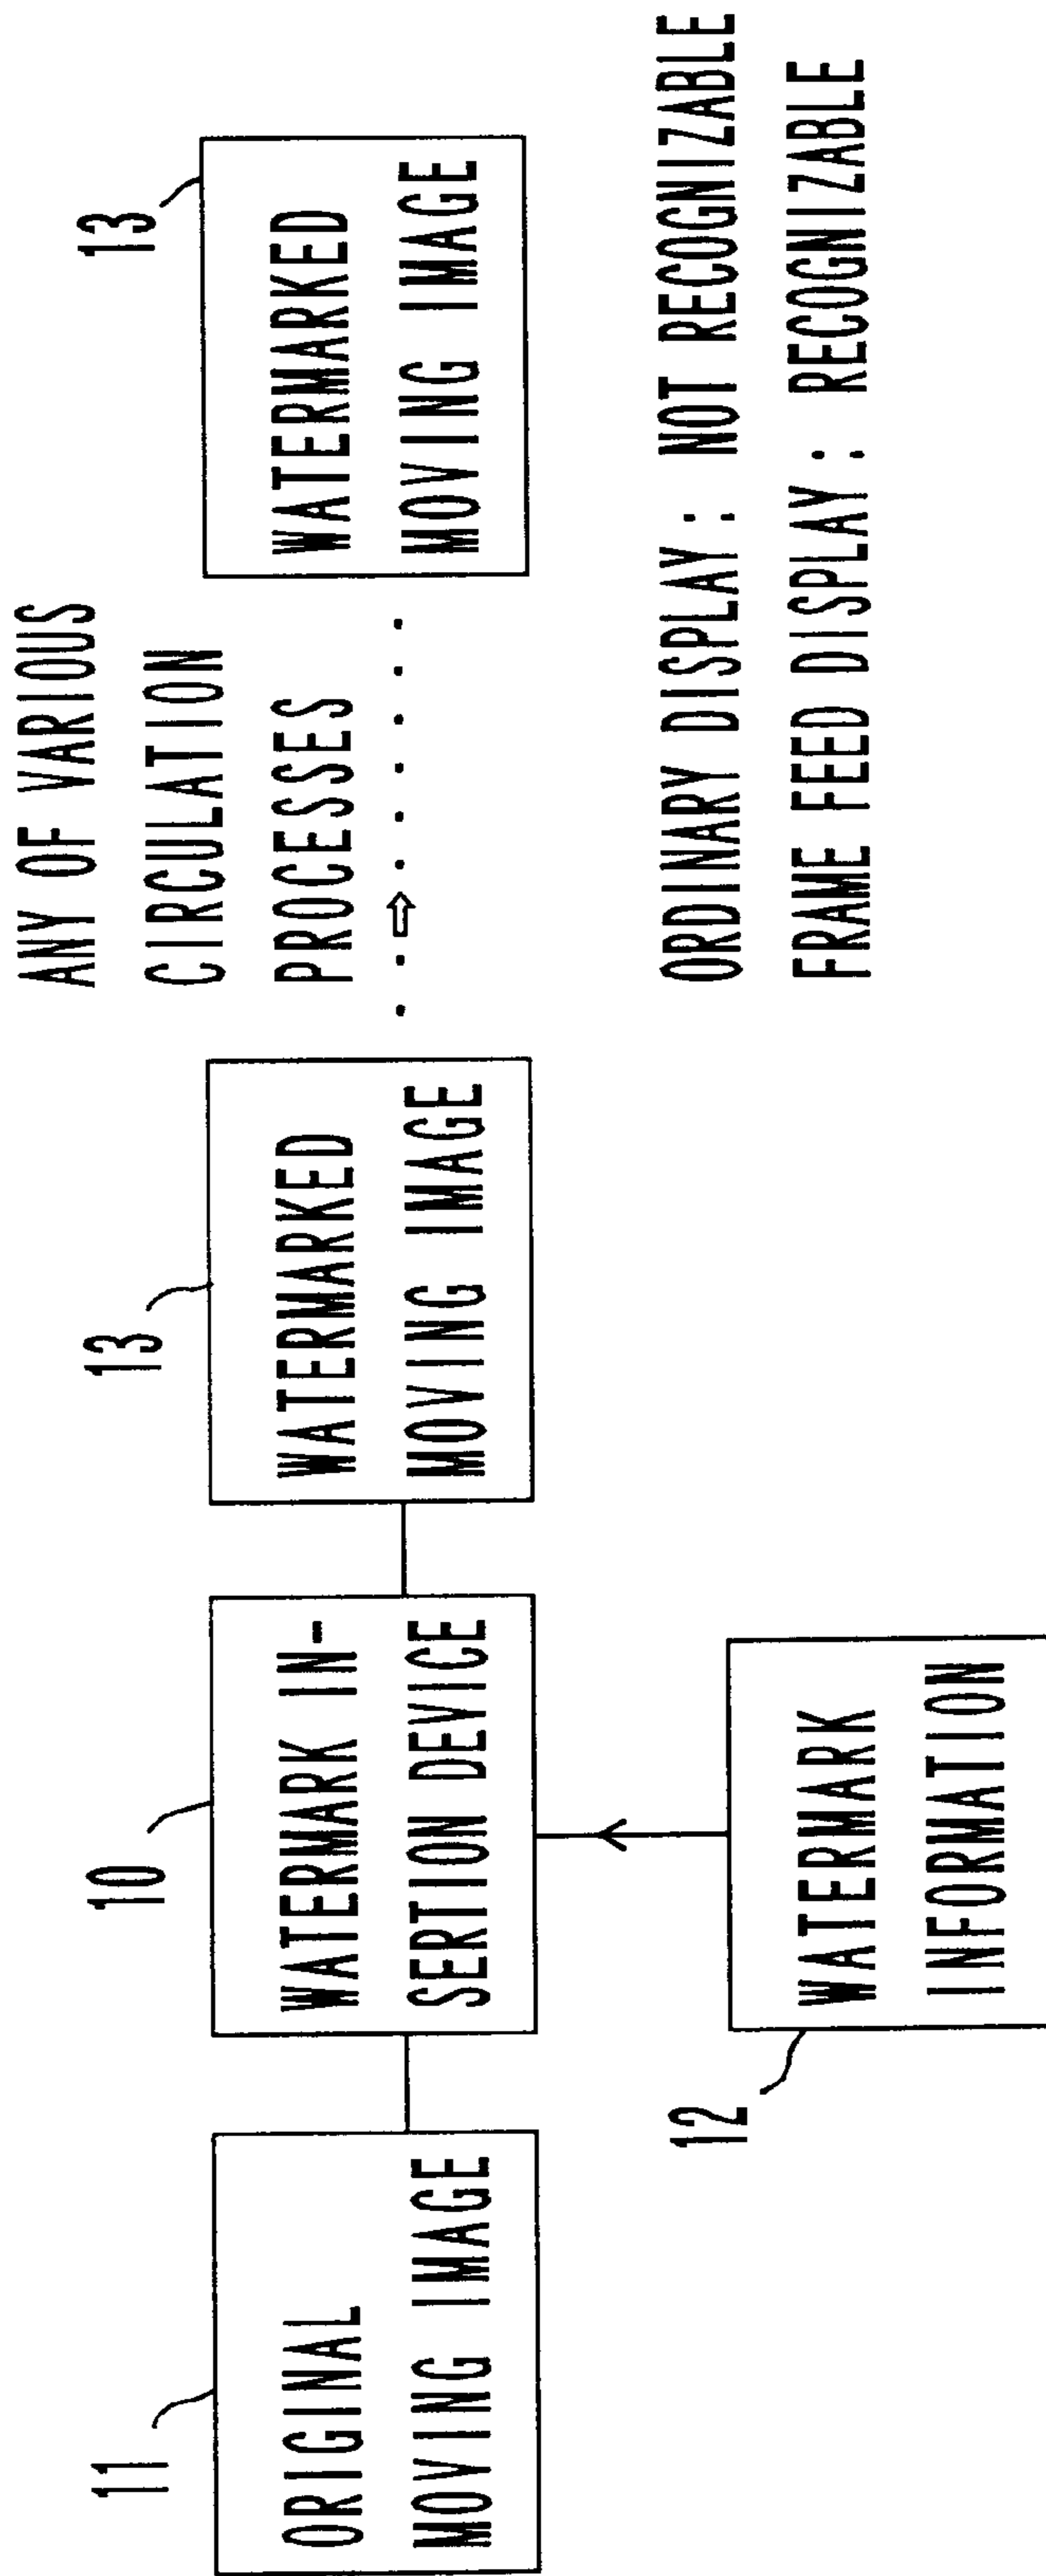 11
ORIGINAL
MOVING IMAGE
10
WATERMARK IN-
SERTION DEVICE
12
WATERMARK
INFORMATION
13
WATERMARKED
MOVING IMAGE
ANY OF VARIOUS
CIRCULATION
PROCESSES
13
WATERMARKED
MOVING IMAGE
ORDINARY DISPLAY : NOT RECOGNIZABLE
FRAME FEED DISPLAY : RECOGNIZABLE